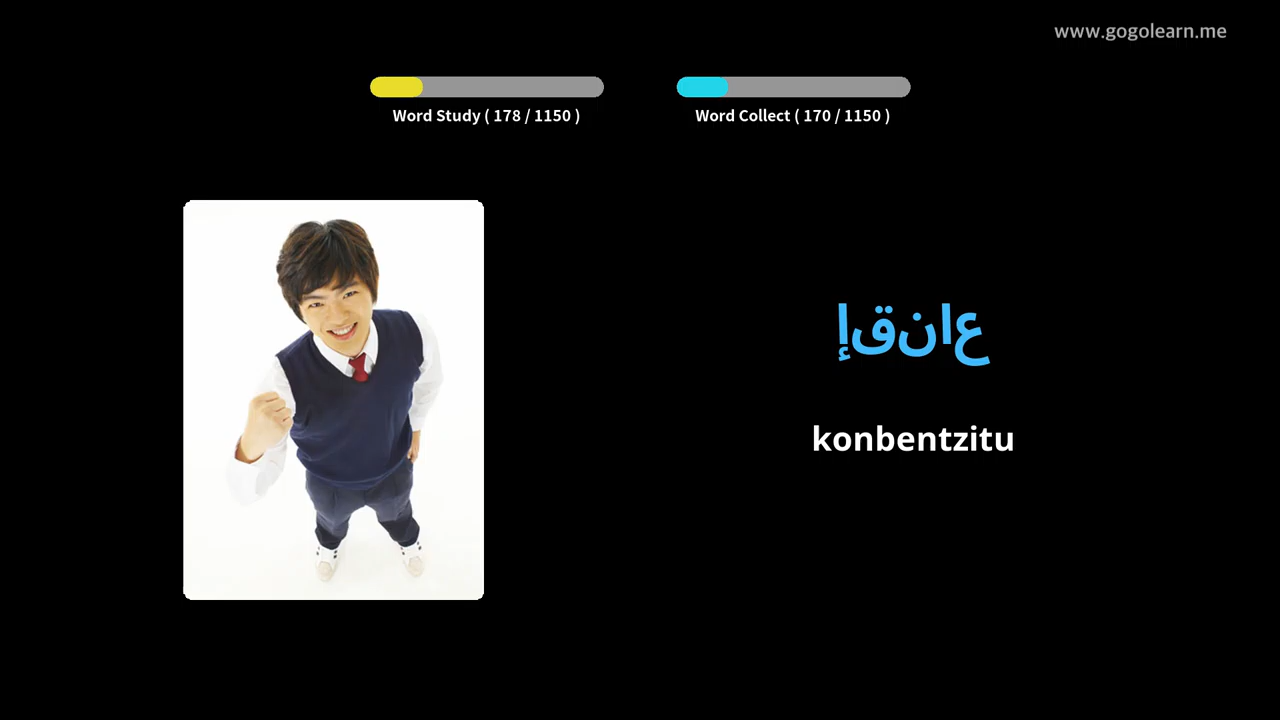 www.gogolearn.me
Word Study ( 178 / 1150 )
Word Collect ( 170 / 1150 )
إقناع
konbentzitu